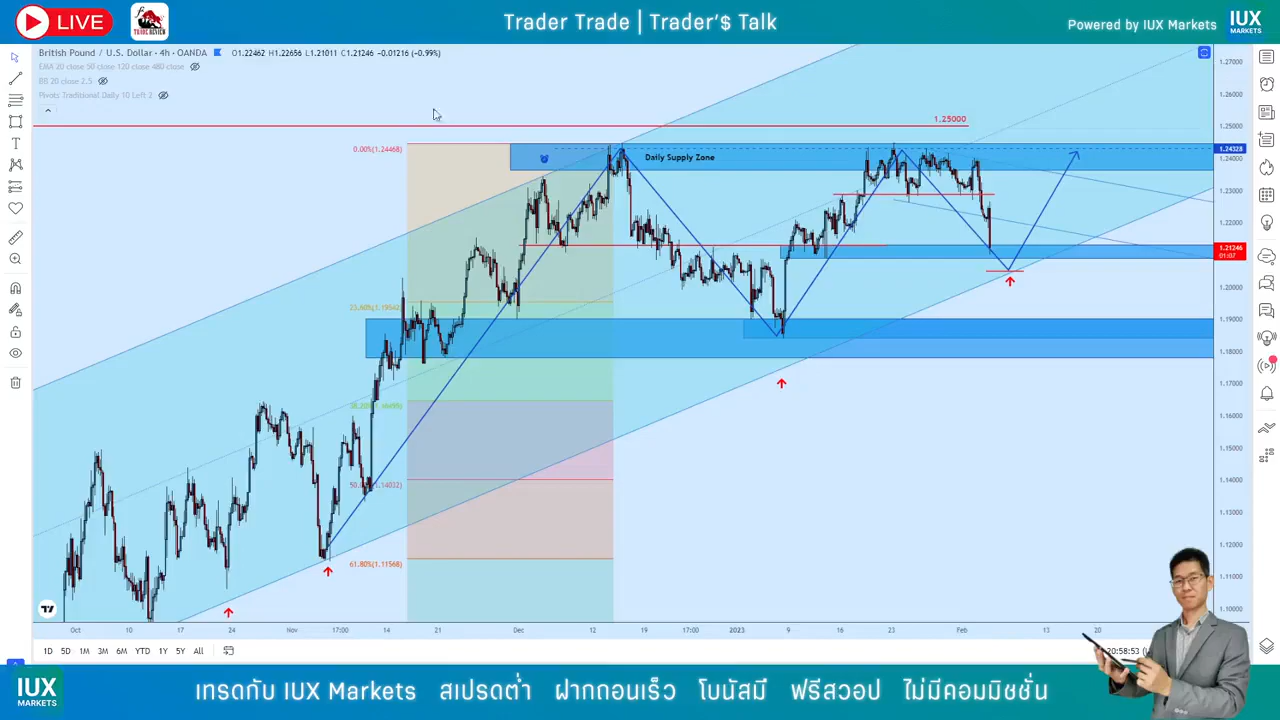 LIVE
TRADE REVIEW
Trader Trade | Trader'$ Talk
Powered by IUX Markets
IUX
MARKETS
British Pound / U.S. Dollar · 4h · OANDA O1.22462 H1.22656 L1.21011 C1.21246 −0.01216 (−0.99%)
EMA 20 close 50 close 120 close 480 close
BB 20 close 2.5
Pivots Traditional Daily 10 Left 2
1.27000
1.26000
1.25000
1.25000
0.00%(1.24468)
Daily Supply Zone
1.24328
1.24000
1.23000
1.22000
1.21246
01:07
1.20000
23.60%(1.19542)
1.19000
1.18000
1.17000
1.16000
1.15000
1.14000
1.13000
1.12000
61.80%(1.11568)
1.11000
1.10000
Oct 10 17 24 Nov 17:00 14 21 Dec 12 19 17:00 2023 9 16 23 Feb 13 20
1D 5D 1M 3M 6M YTD 1Y 5Y All
20:58:53
IUX
MARKETS
เทรดกับ IUX Markets สเปรดต่ำ ฝากถอนเร็ว โบนัสมี ฟรีสวอป ไม่มีคอมมิชชั่น